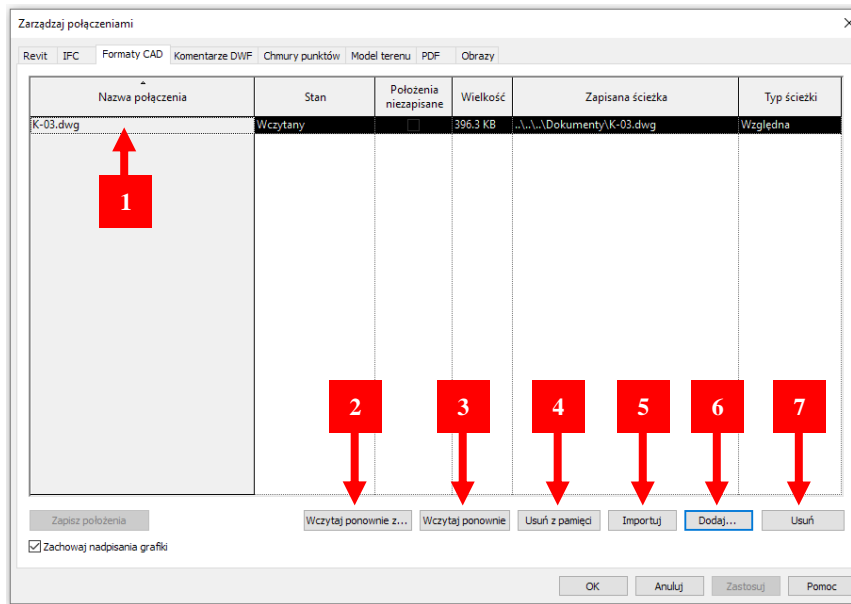 Zarządzaj połączeniami
Revit IFC Formaty CAD Komentarze DWF Chmury punktów Model terenu PDF Obrazy
Nazwa połączenia Stan Położenia niezapisane Wielkość Zapisana ścieżka Typ ścieżki
K-03.dwg Wczytany 396.3 KB ..\..\..\Dokumenty\K-03.dwg Względna
1
2 3 4 5 6 7
Zapisz położenia Wczytaj ponownie z... Wczytaj ponownie Usuń z pamięci Importuj Dodaj... Usuń
Zachowaj nadpisania grafiki
OK Anuluj Zastosuj Pomoc